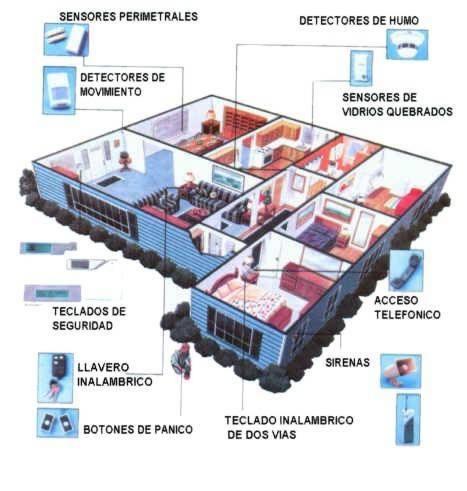 SENSORES PERIMETRALES
DETECTORES DE HUMO
DETECTORES DE
MOVIMIENTO
SENSORES DE
VIDRIOS QUEBRADOS
TECLADOS DE
SEGURIDAD
ACCESO
TELEFONICO
LLAVERO
INALAMBRICO
SIRENAS
BOTONES DE PANICO
TECLADO INALAMBRICO
DE DOS VIAS